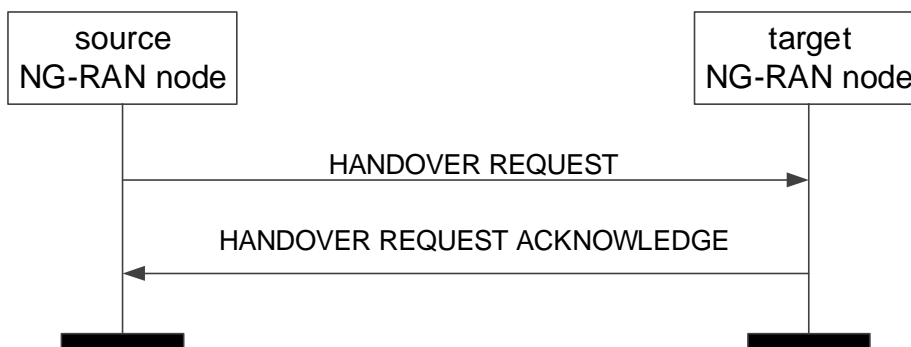 source
NG-RAN node
target
NG-RAN node
HANDOVER REQUEST
HANDOVER REQUEST ACKNOWLEDGE